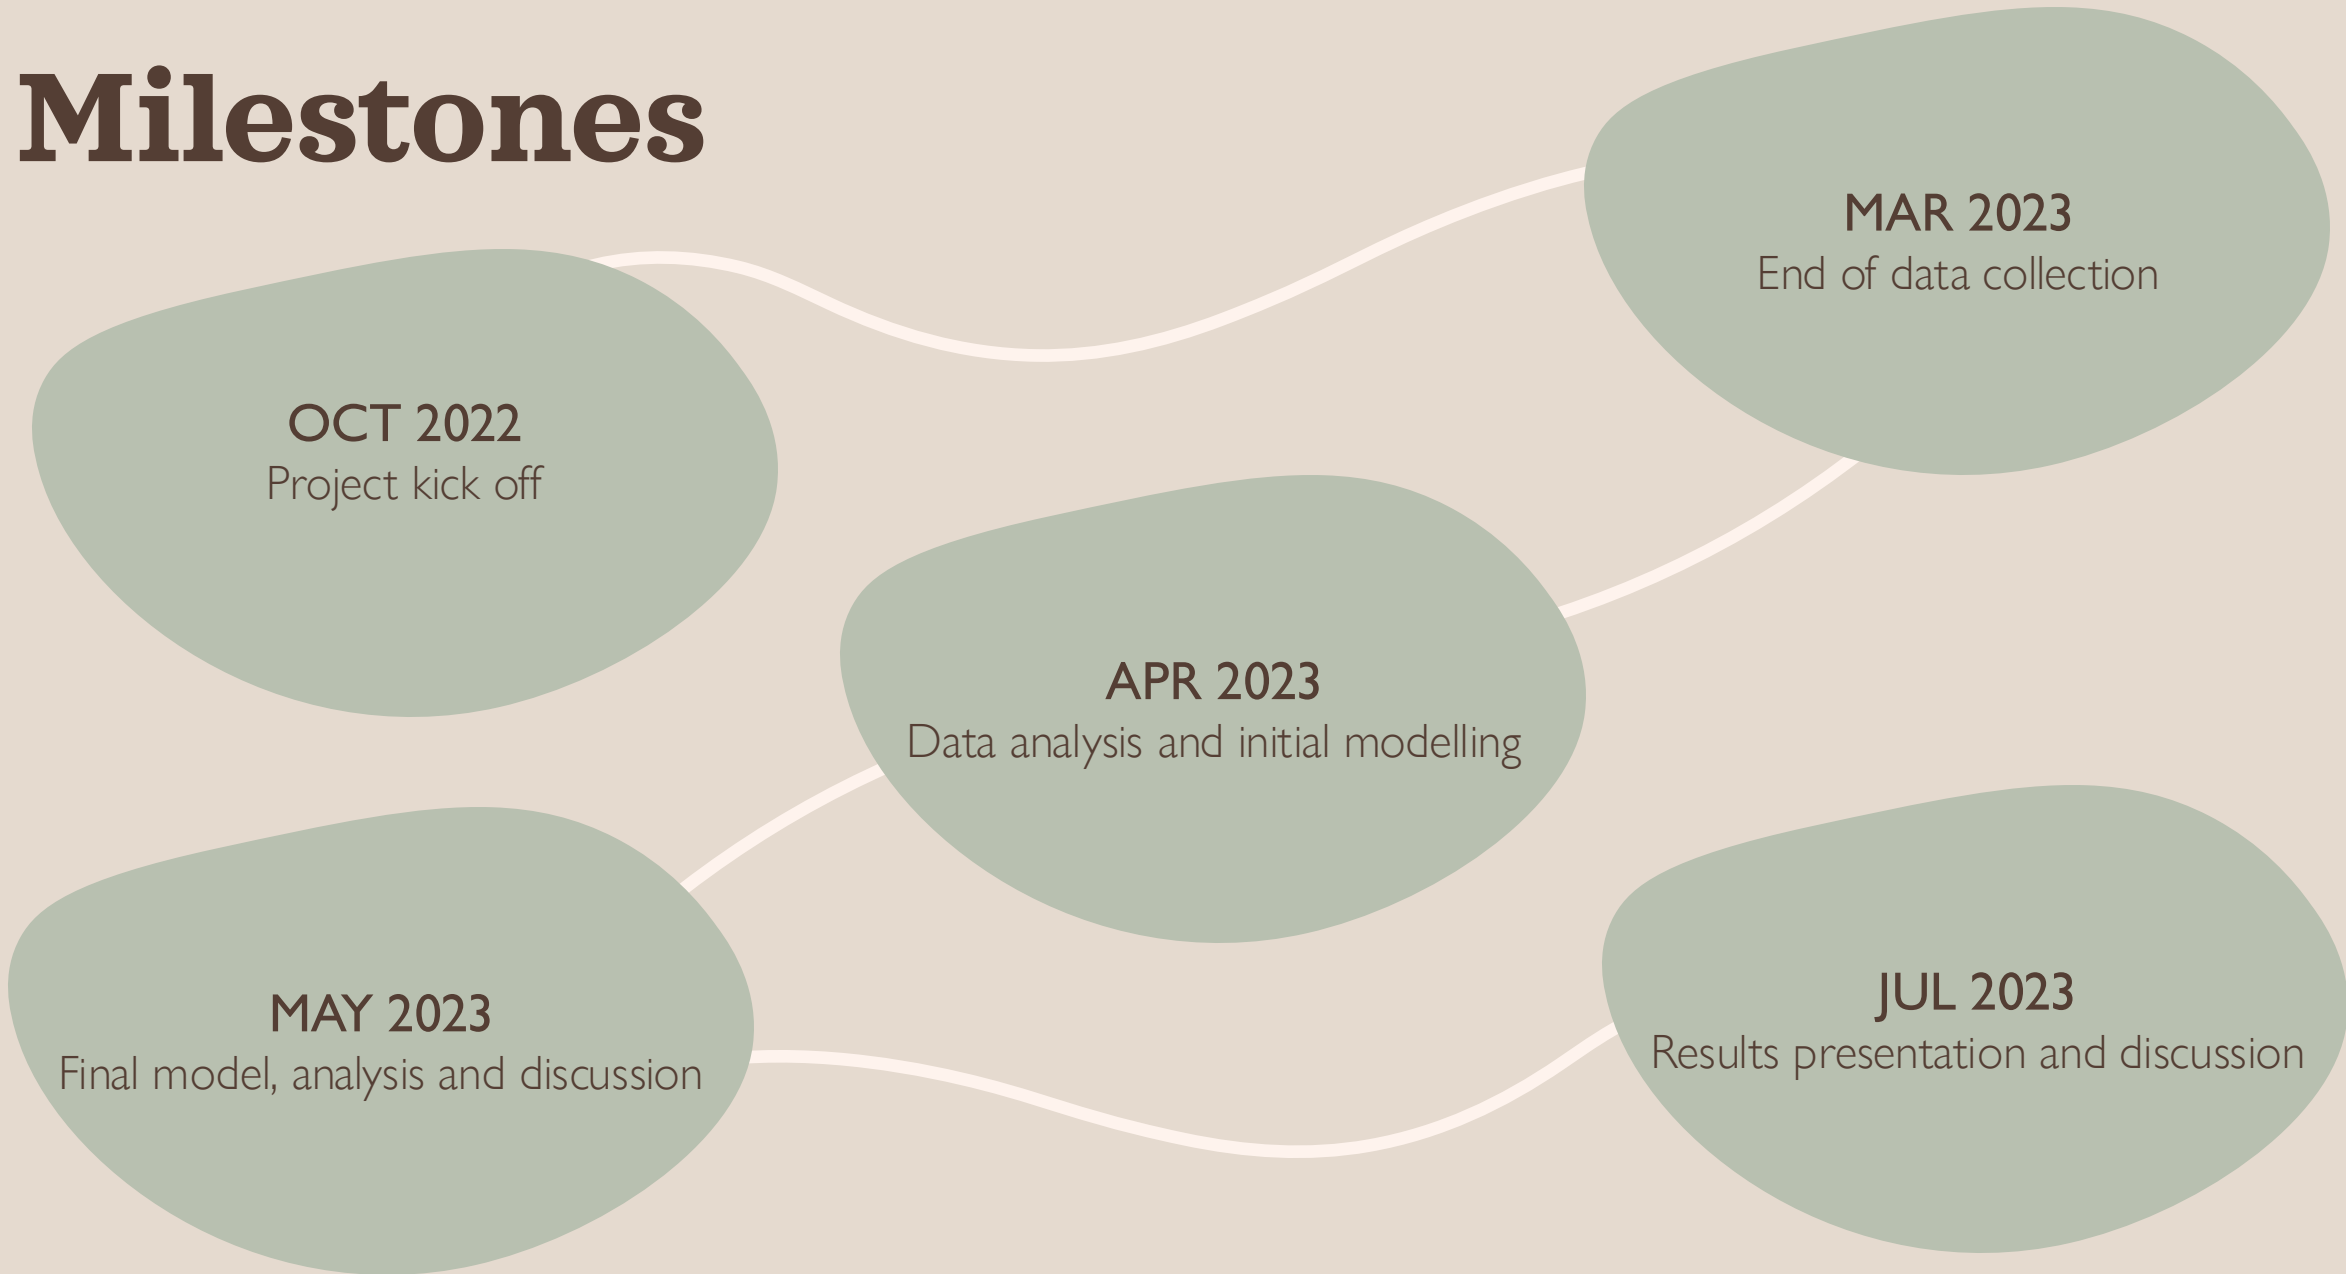 Milestones
OCT 2022
Project kick off
MAR 2023
End of data collection
APR 2023
Data analysis and initial modelling
MAY 2023
Final model, analysis and discussion
JUL 2023
Results presentation and discussion